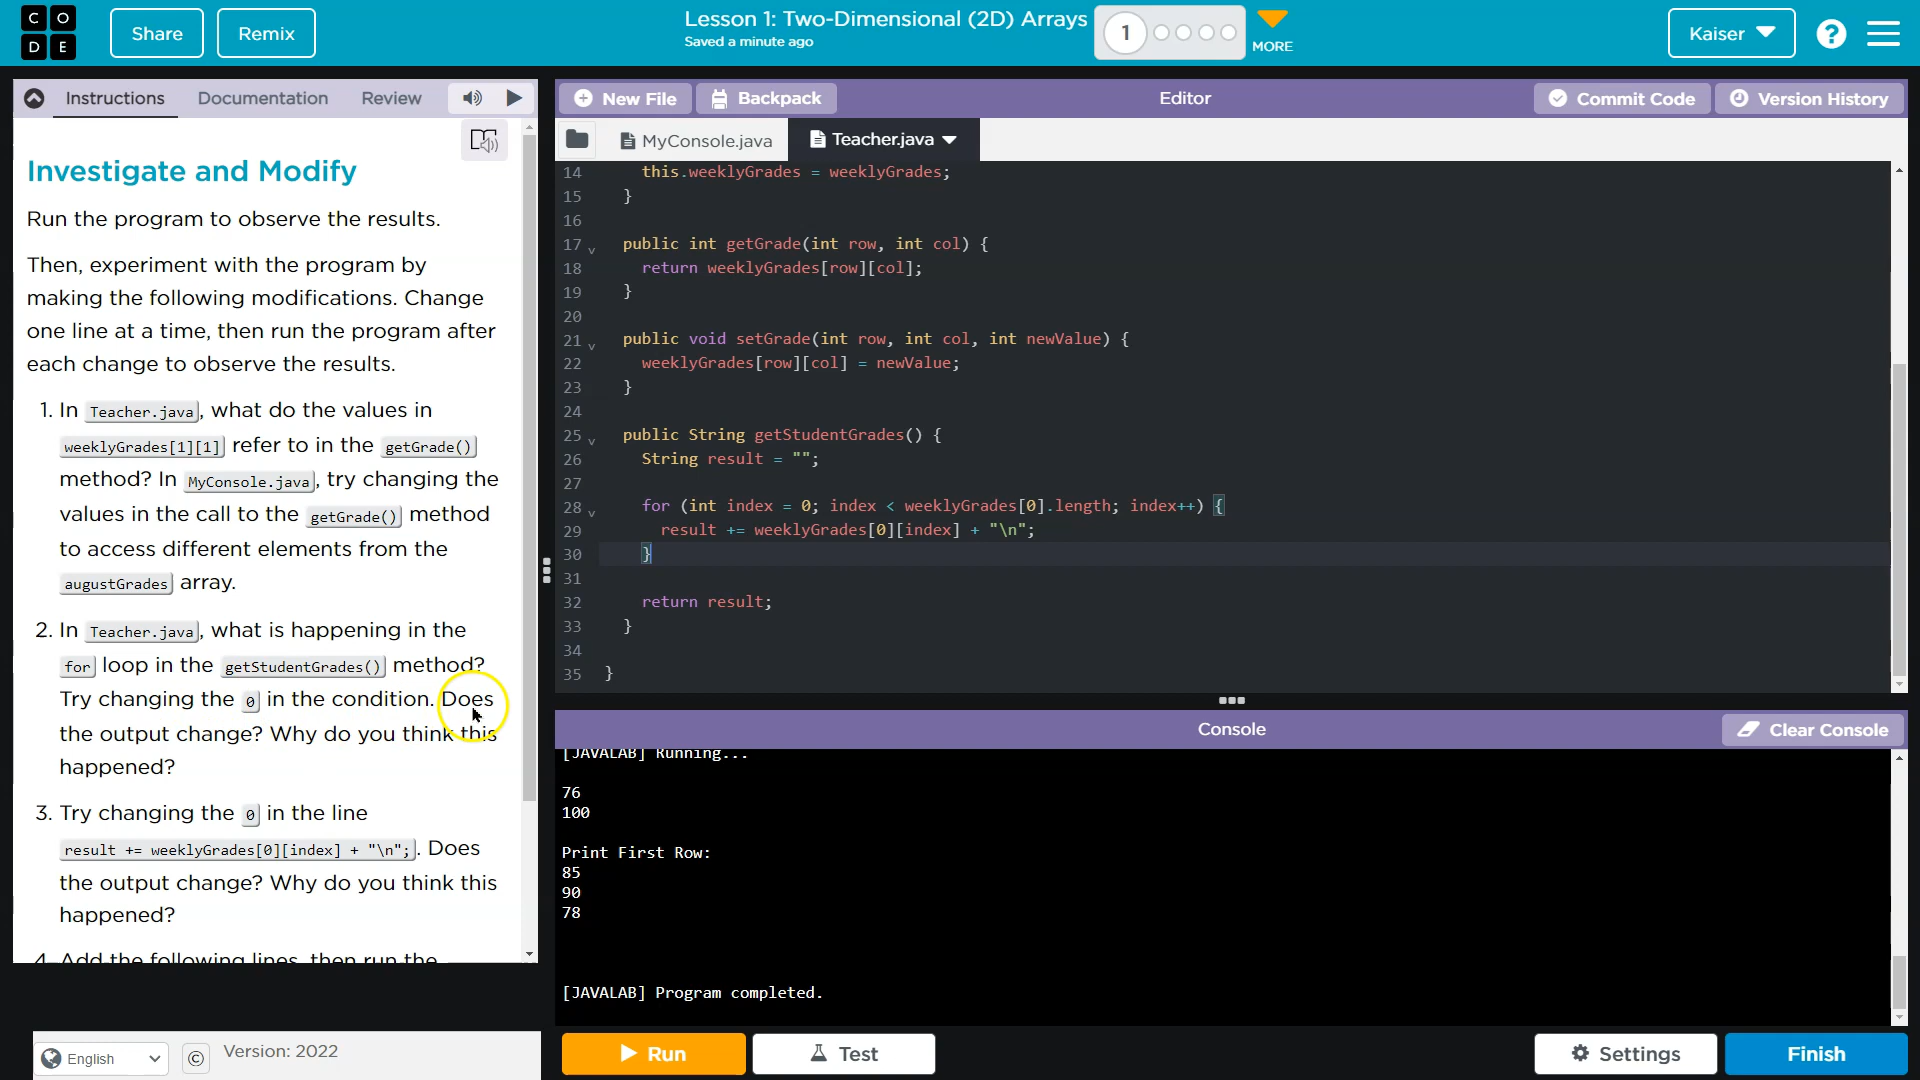 C O
D E
Share
Remix
Lesson 1: Two-Dimensional (2D) Arrays
Saved a minute ago
1
MORE
Kaiser
?
Instructions
Documentation
Review
New File
Backpack
Editor
Commit Code
Version History
MyConsole.java
Teacher.java
Investigate and Modify
Run the program to observe the results.
Then, experiment with the program by
making the following modifications. Change
one line at a time, then run the program after
each change to observe the results.
1. In Teacher.java, what do the values in
weeklyGrades[1][1] refer to in the getGrade()
method? In MyConsole.java, try changing the
values in the call to the getGrade() method
to access different elements from the
augustGrades array.
2. In Teacher.java, what is happening in the
for loop in the getStudentGrades() method?
Try changing the 0 in the condition. Does
the output change? Why do you think this
happened?
3. Try changing the 0 in the line
result += weeklyGrades[0][index] + "\n";. Does
the output change? Why do you think this
happened?
4. Add the following lines, then run the
14 this.weeklyGrades = weeklyGrades;
15 }
16
17 public int getGrade(int row, int col) {
18 return weeklyGrades[row][col];
19 }
20
21 public void setGrade(int row, int col, int newValue) {
22 weeklyGrades[row][col] = newValue;
23 }
24
25 public String getStudentGrades() {
26 String result = "";
27
28 for (int index = 0; index < weeklyGrades[0].length; index++) {
29 result += weeklyGrades[0][index] + "\n";
30 }
31
32 return result;
33 }
34
35 }
Console
Clear Console
[JAVALAB] Running...
76
100
Print First Row:
85
90
78
[JAVALAB] Program completed.
English
©
Version: 2022
Run
Test
Settings
Finish